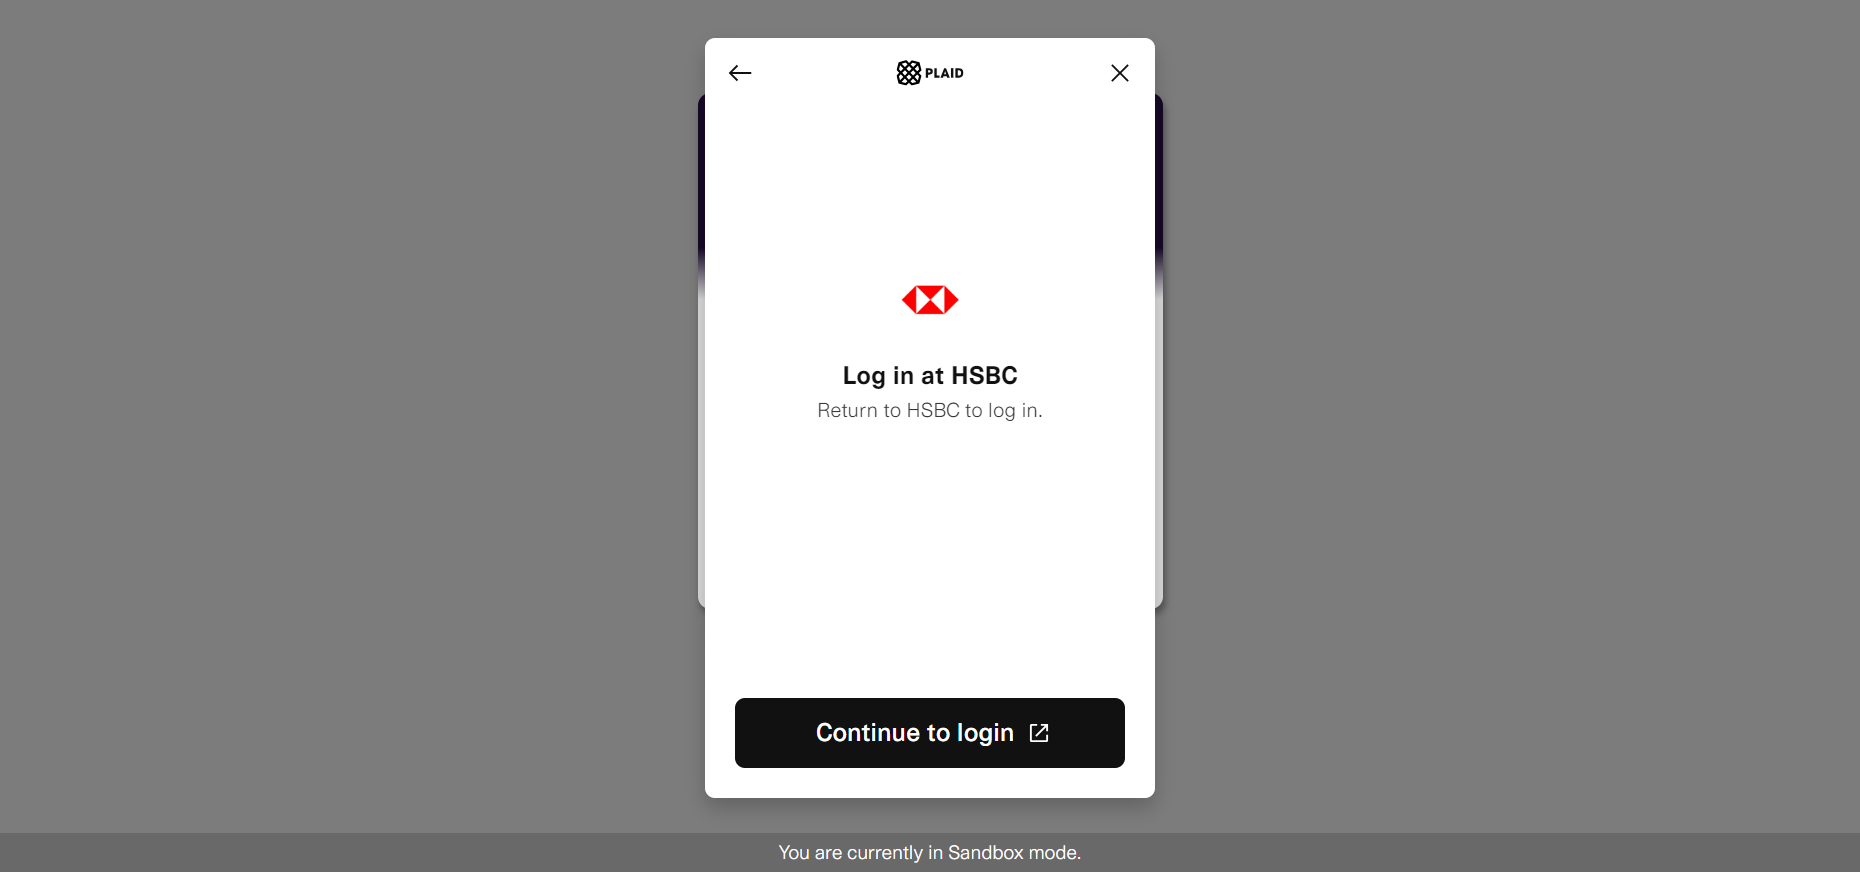 PLAID
Log in at HSBC
Return to HSBC to log in.
Continue to login
You are currently in Sandbox mode.